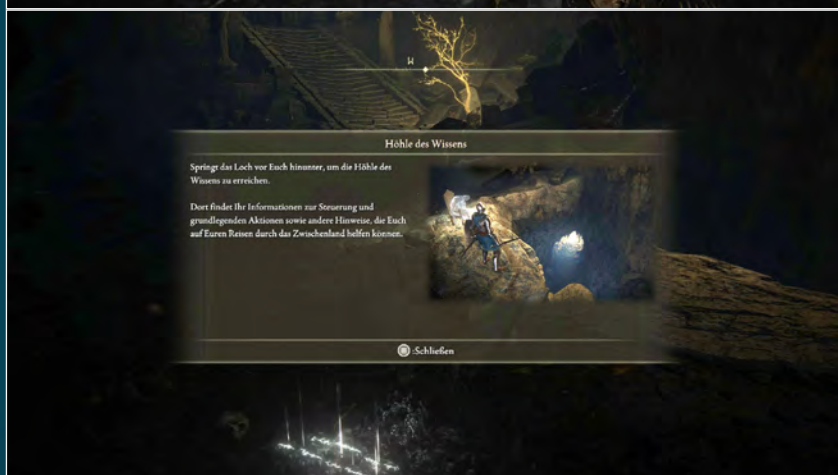 W
Höhle des Wissens
Springt das Loch vor Euch hinunter, um die Höhle des
Wissens zu erreichen.
Dort findet Ihr Informationen zur Steuerung und
grundlegenden Aktionen sowie andere Hinweise, die Euch
auf Euren Reisen durch das Zwischenland helfen können.
:Schließen